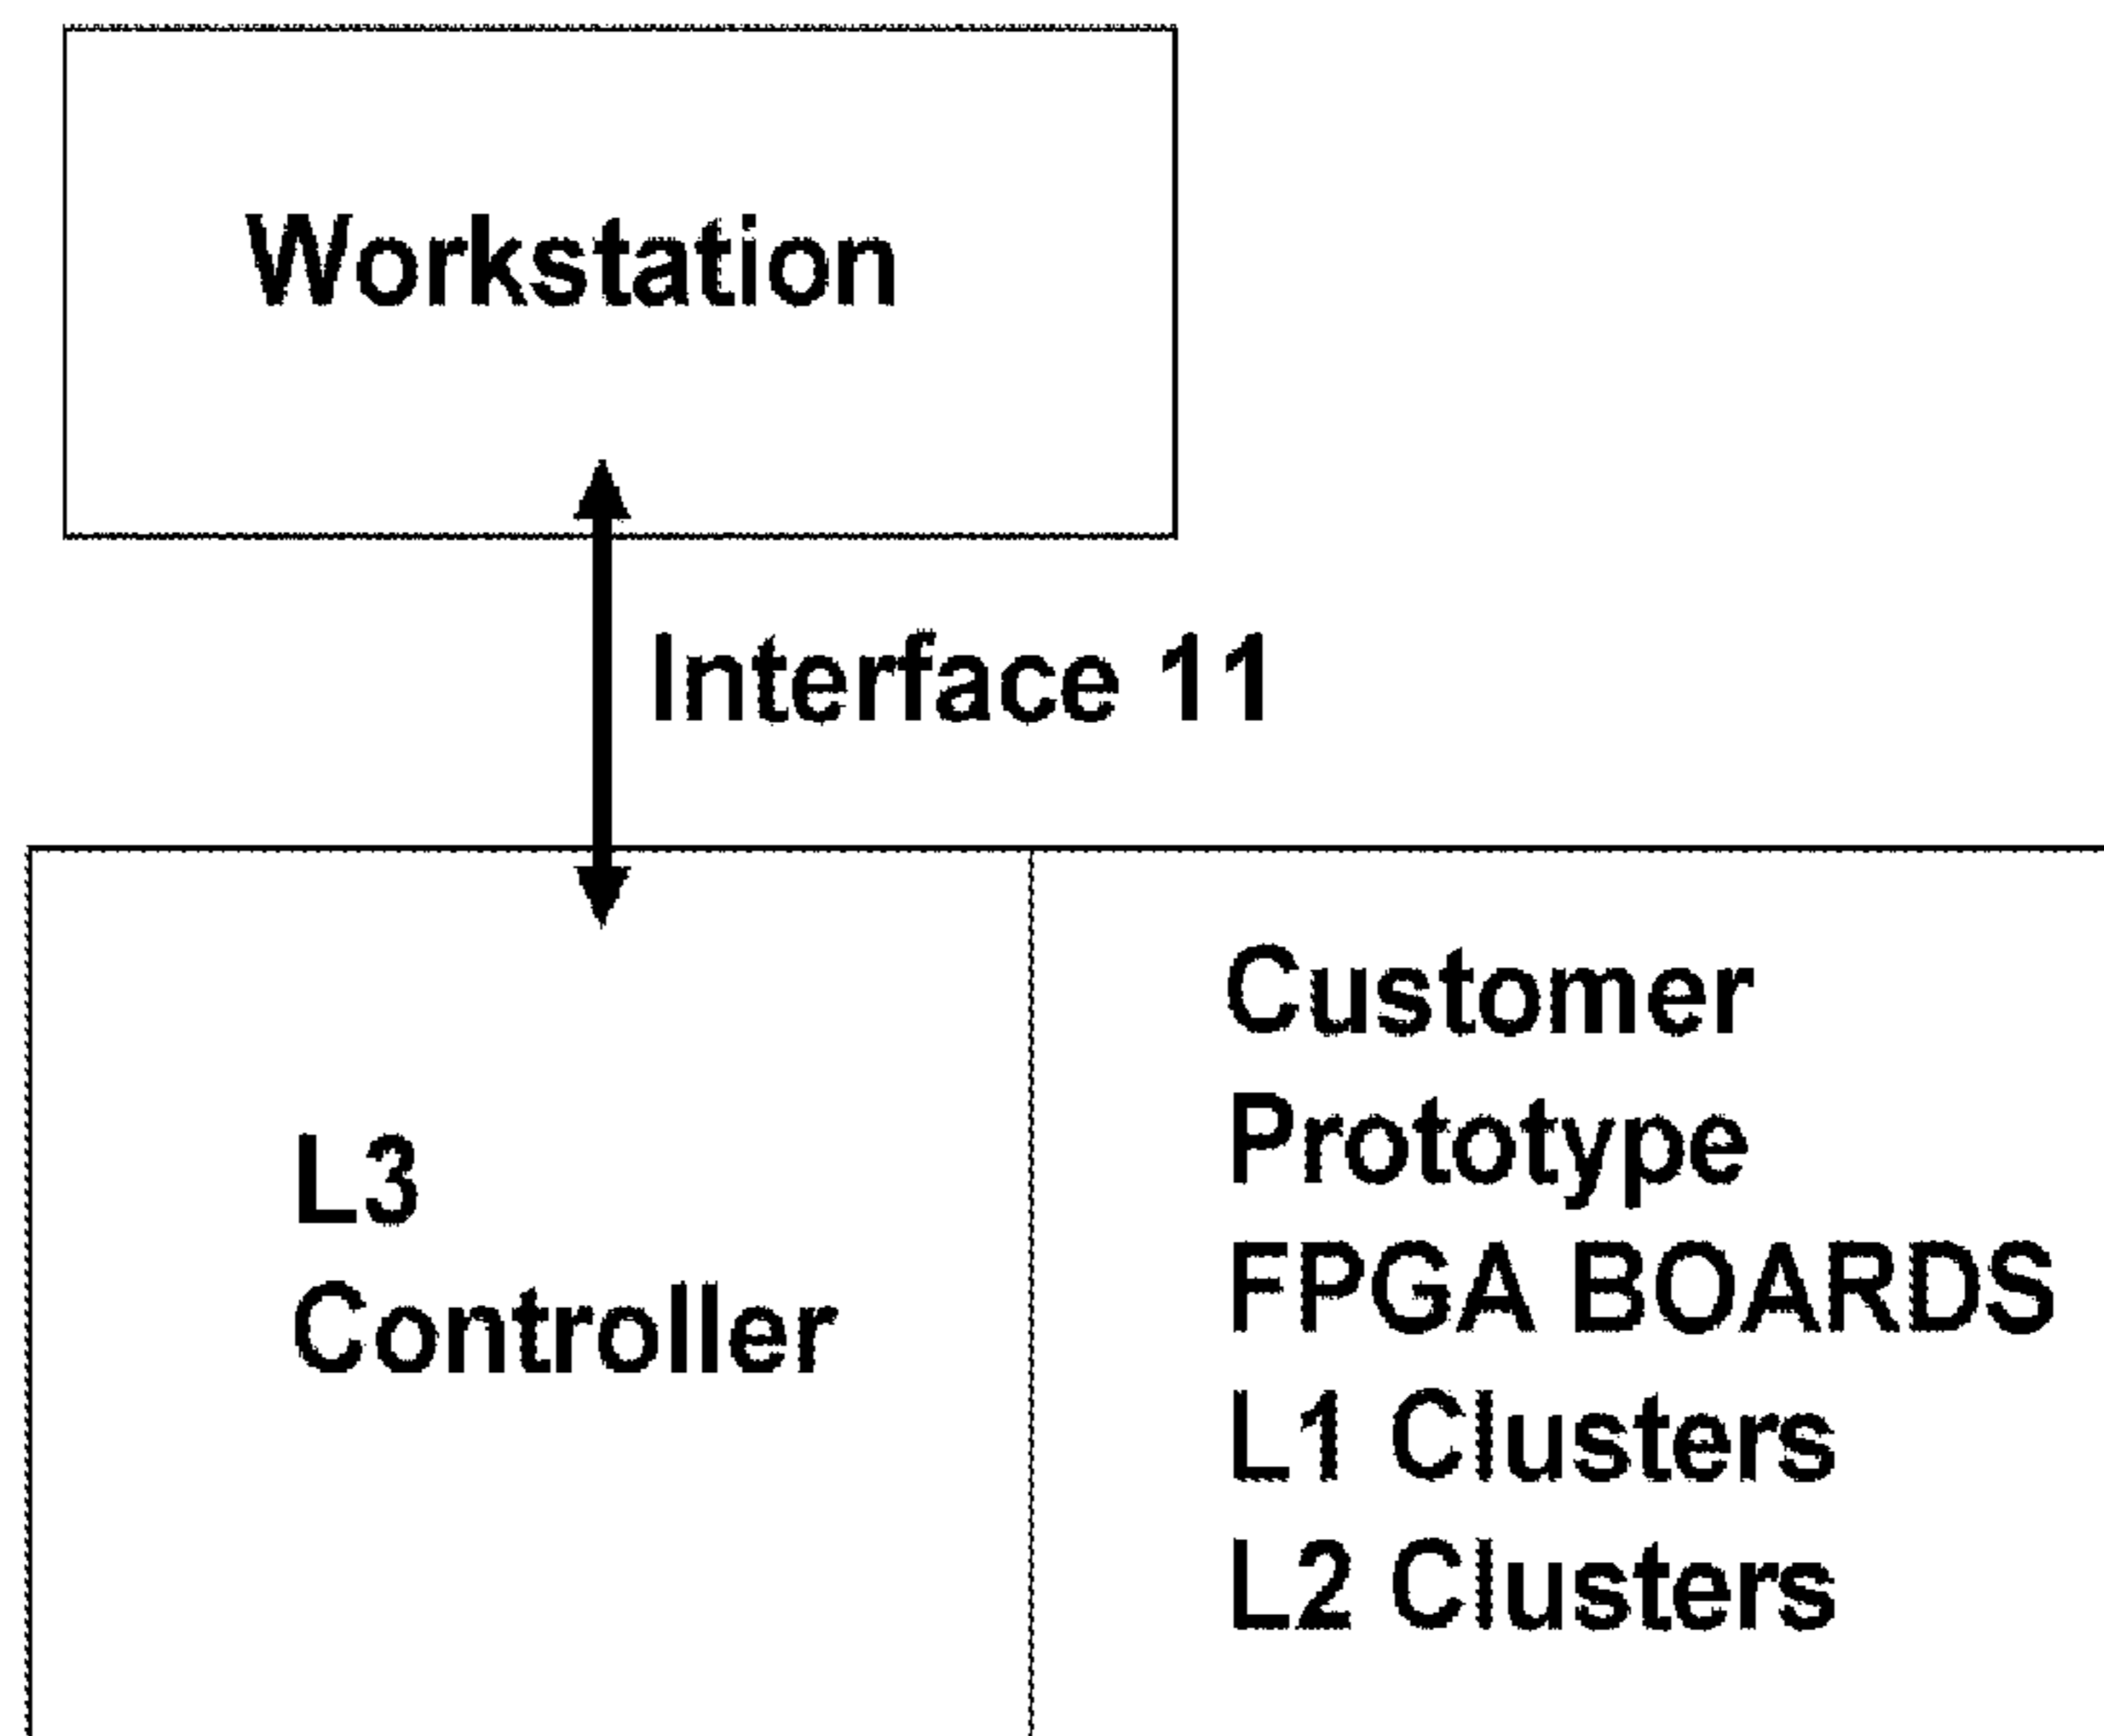 Workstation
Interface 11
L3
Controller
Customer
Prototype
FPGA BOARDS
L1 Clusters
L2 Clusters